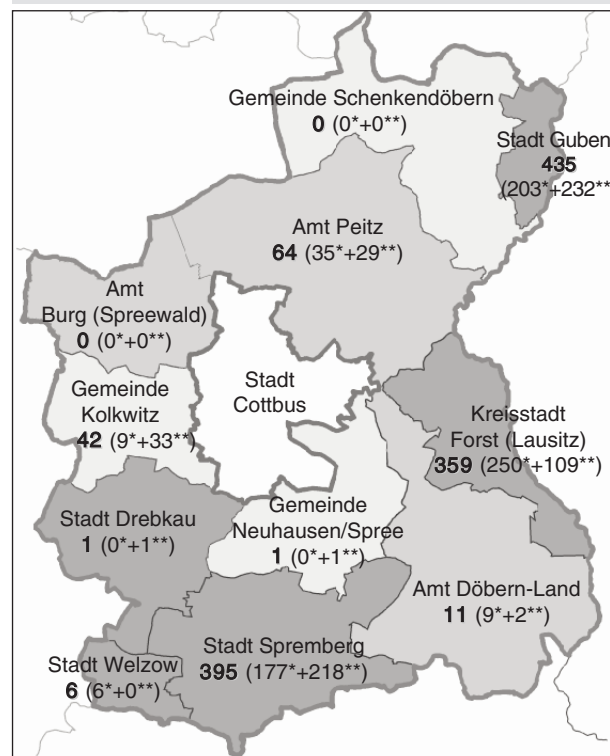 Gemeinde Schenkendöbern
0 (0*+0**)
Stadt Guben
435
(203*+232**
Amt Peitz
64 (35*+29**)
Amt
Burg (Spreewald)
0 (0*+0**)
Stadt
Cottbus
Gemeinde
Kolkwitz
42 (9*+33**)
Kreisstadt
Forst (Lausitz)
359 (250*+109**)
Stadt Drebkau
1 (0*+1**)
Gemeinde
Neuhausen/Spree
1 (0*+1**)
Amt Döbern-Land
11 (9*+2**)
Stadt Spremberg
395 (177*+218**)
Stadt Welzow
6 (6*+0**)